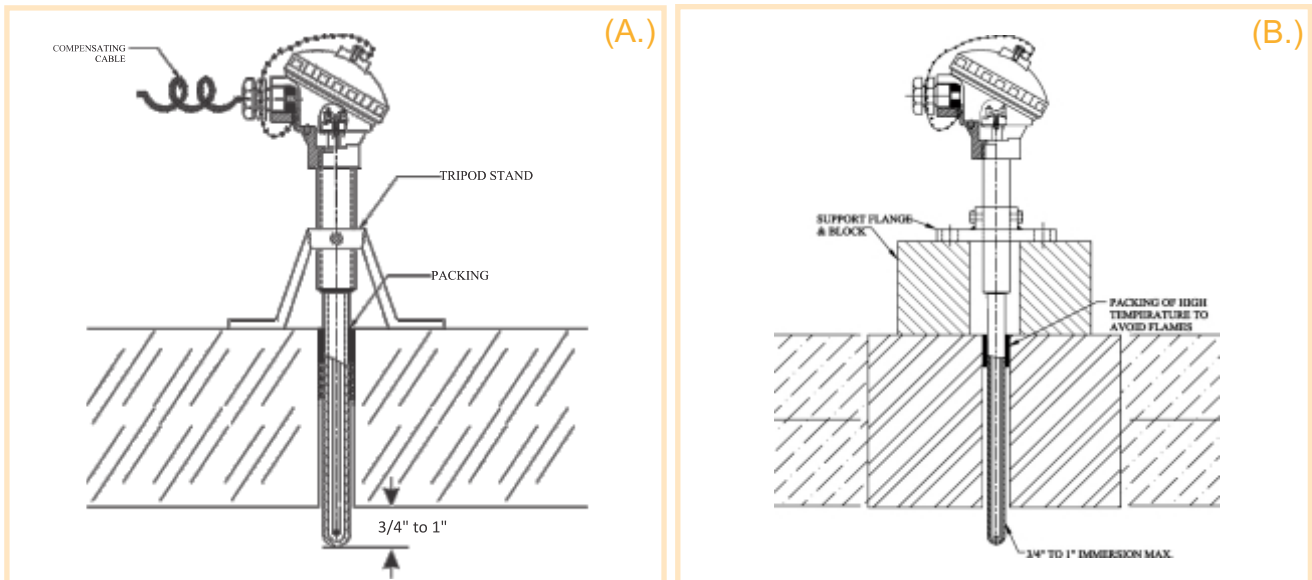 (A.)
COMPENSATING
CABLE
TRIPOD STAND
PACKING
3/4" to 1"
(B.)
SUPPORT FLANGE
& BLOCK
PACKING OF HIGH
TEMPERATURE TO
AVOID FLAMES
3/4" TO 1" IMMERSION MAX.